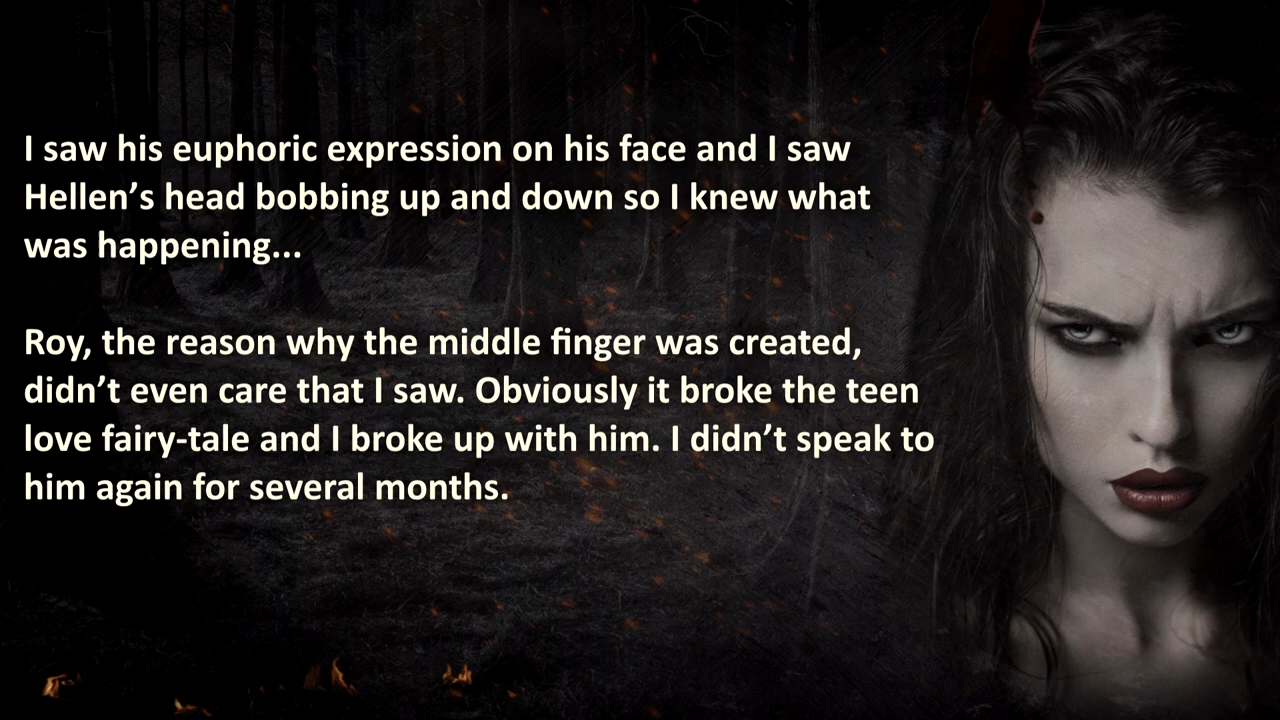 I saw his euphoric expression on his face and I saw
Hellen’s head bobbing up and down so I knew what
was happening...
Roy, the reason why the middle finger was created,
didn’t even care that I saw. Obviously it broke the teen
love fairy-tale and I broke up with him. I didn’t speak to
him again for several months.